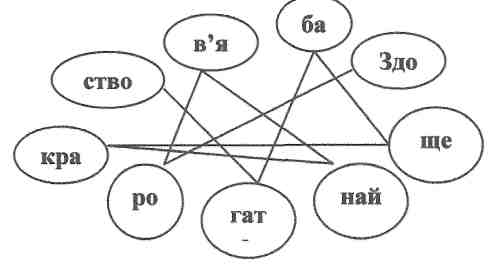 ба
в'я
Здо
ство
ще
кра
най
ро
гат